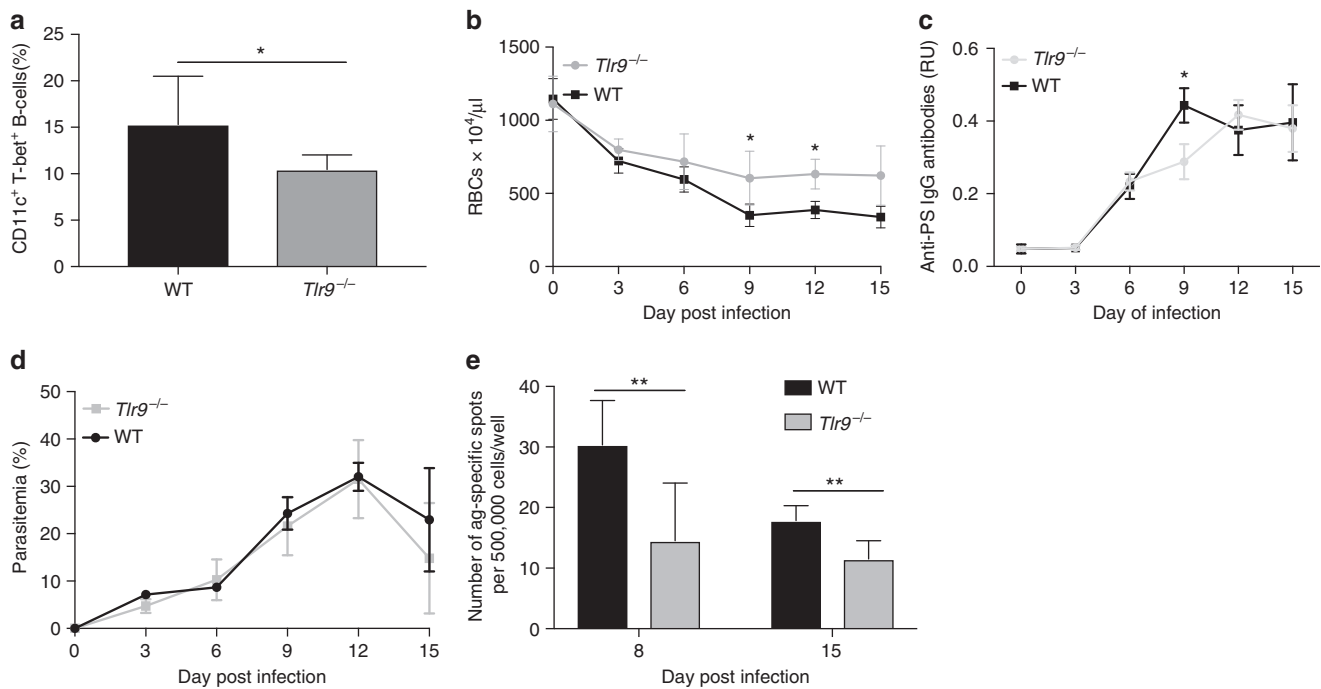 a
CD11c⁺ T-bet⁺ B-cells(%)
25
20
15
10
5
0
*
WT
Tlr9⁻/⁻
b
RBCs × 10⁴/µl
1500
1000
500
0
Tlr9⁻/⁻
WT
*
*
0 3 6 9 12 15
Day post infection
c
Anti-PS IgG antibodies (RU)
0.6
0.4
0.2
0.0
Tlr9⁻/⁻
WT
*
0 3 6 9 12 15
Day of infection
d
Parasitemia (%)
50
40
30
20
10
0
Tlr9⁻/⁻
WT
0 3 6 9 12 15
Day post infection
e
Number of ag-specific spots
per 500,000 cells/well
40
30
20
10
0
**
**
WT
Tlr9⁻/⁻
8 15
Day post infection